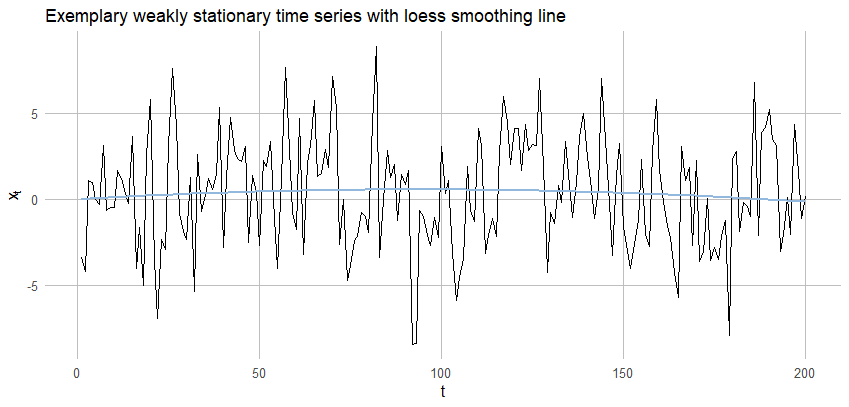 Exemplary weakly stationary time series with loess smoothing line
5
0
-5
xₜ
0 50 100 150 200
t